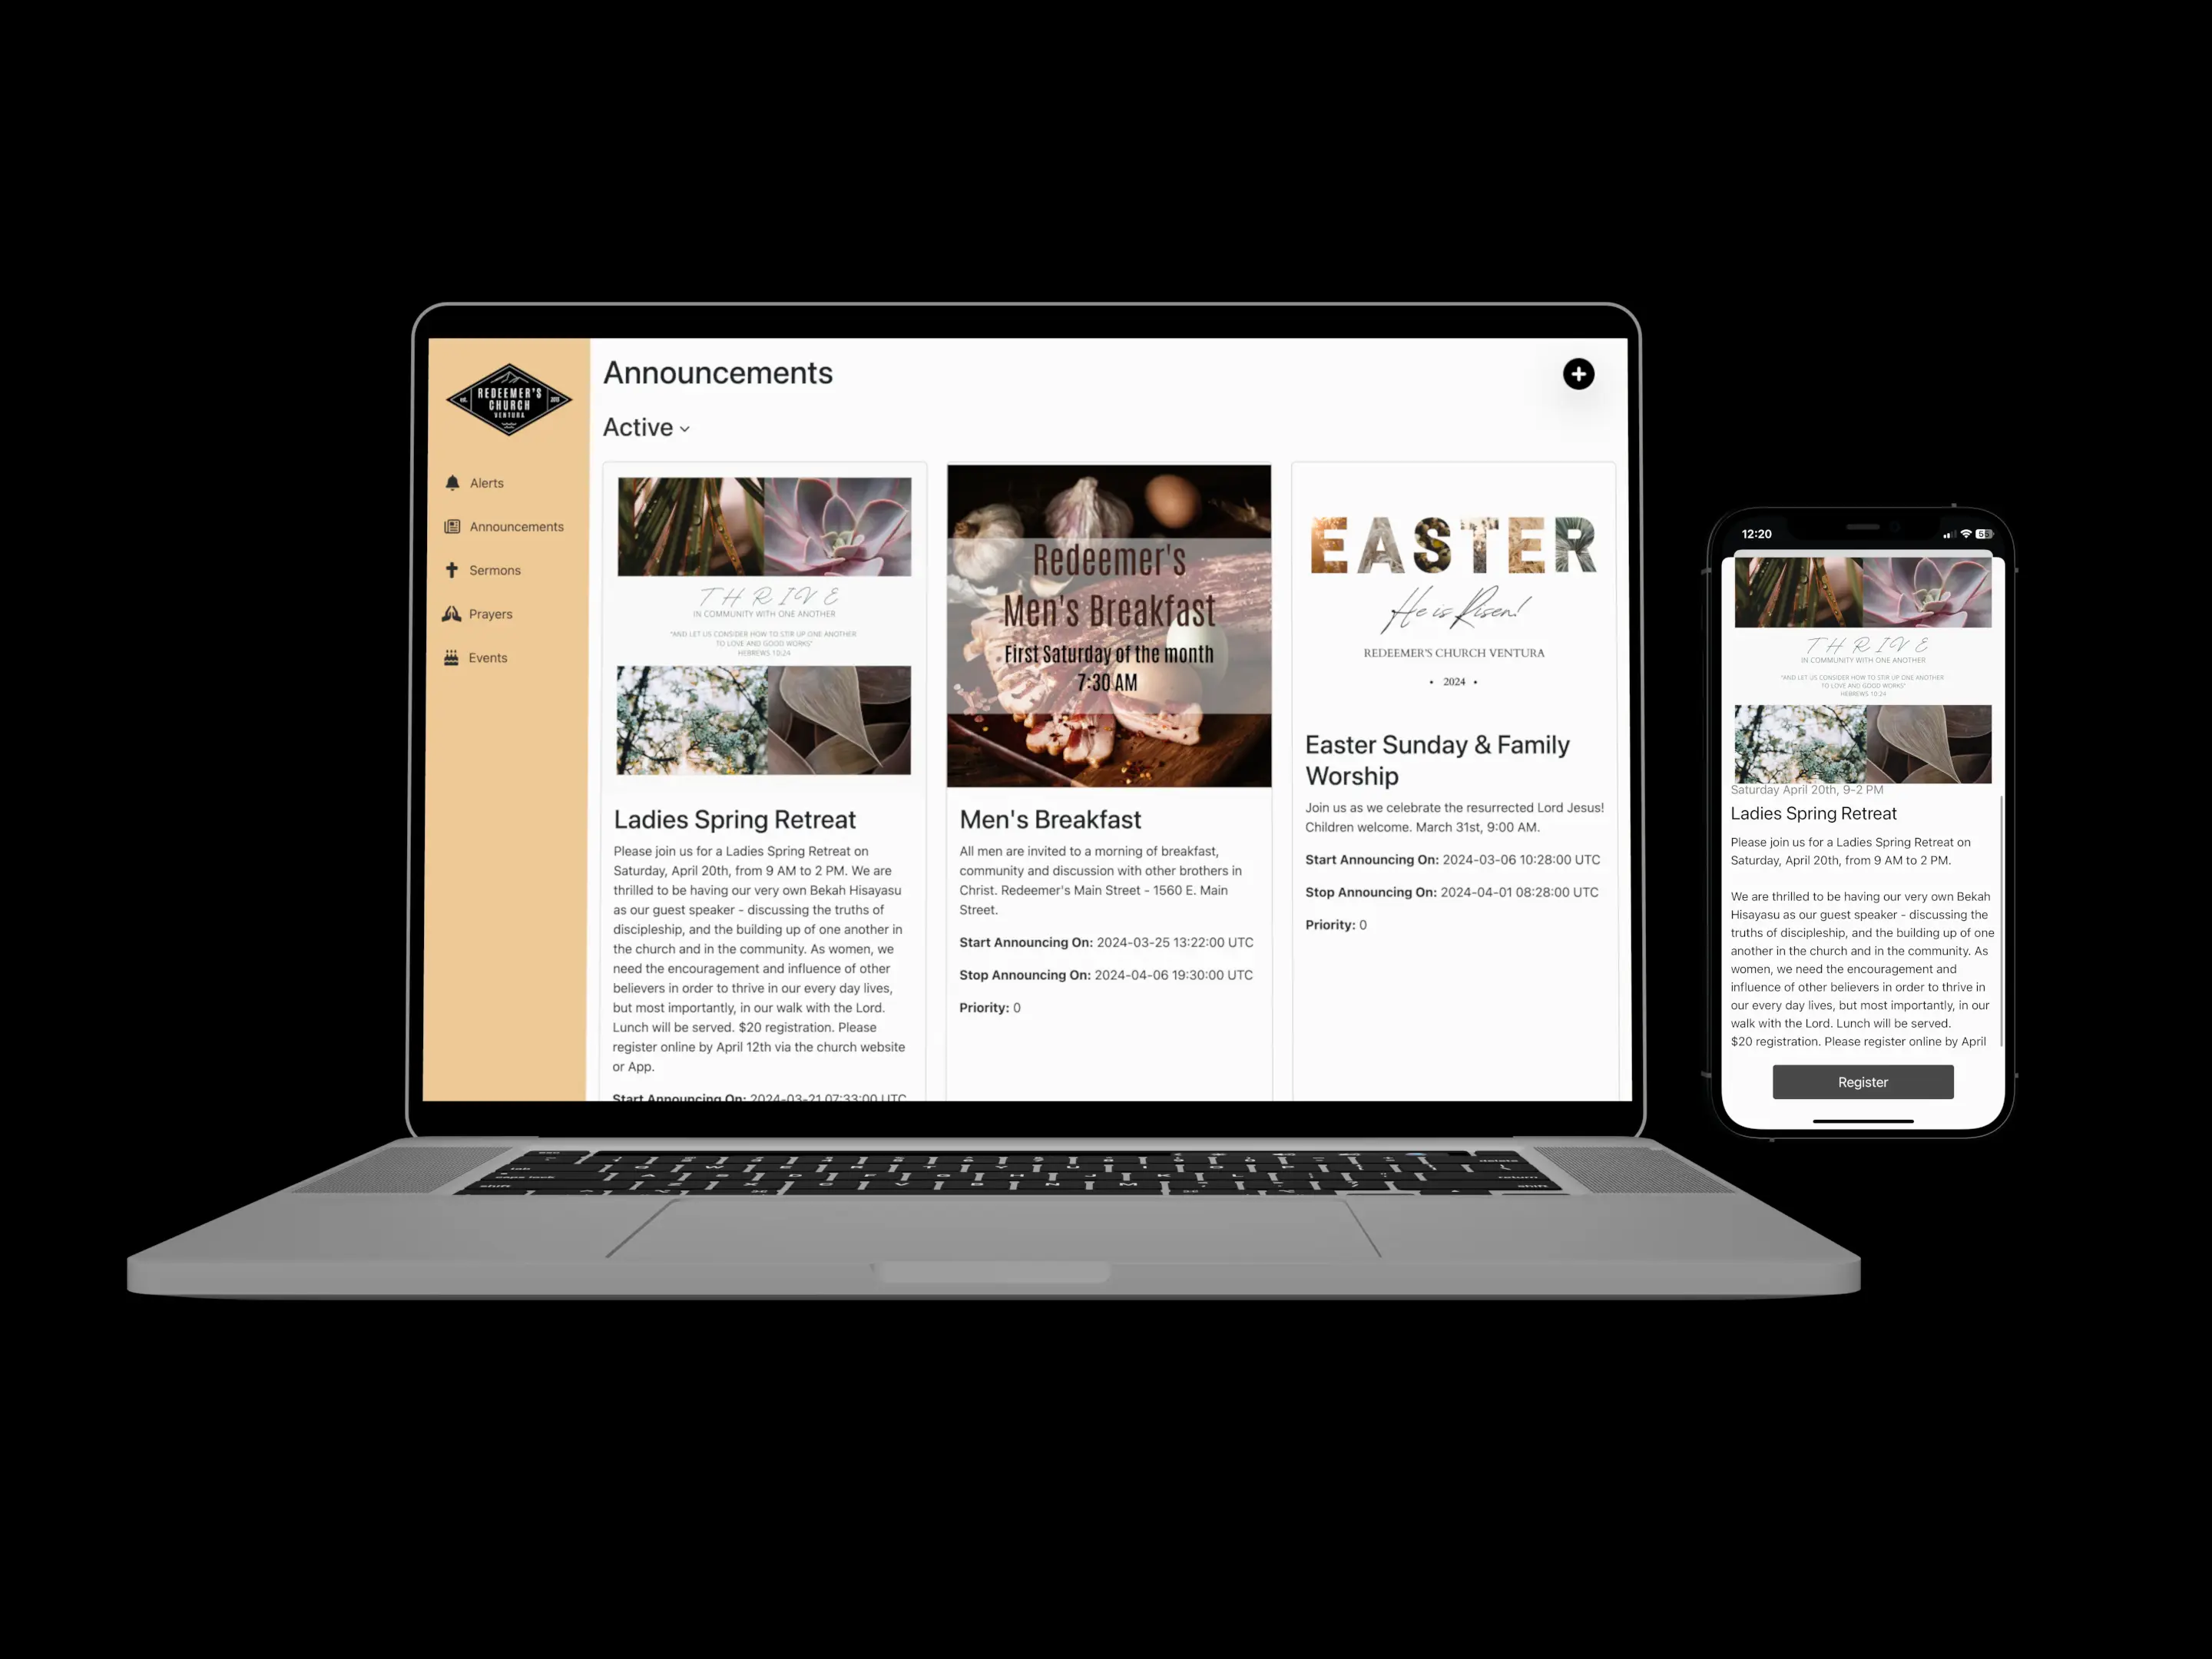 REDEEMER'S
est. 2013
CHURCH
VENTURA
Alerts
Announcements
Sermons
Prayers
Events
Announcements
Active
THRIVE
IN COMMUNITY WITH ONE ANOTHER
"AND LET US CONSIDER HOW TO STIR UP ONE ANOTHER
TO LOVE AND GOOD WORKS"
HEBREWS 10:24
Ladies Spring Retreat
Please join us for a Ladies Spring Retreat on
Saturday, April 20th, from 9 AM to 2 PM. We are
thrilled to be having our very own Bekah Hisayasu
as our guest speaker - discussing the truths of
discipleship, and the building up of one another in
the church and in the community. As women, we
need the encouragement and influence of other
believers in order to thrive in our every day lives,
but most importantly, in our walk with the Lord.
Lunch will be served. $20 registration. Please
register online by April 12th via the church website
or App.
Start Announcing On: 2024-03-21 07:33:00 UTC
Redeemer's
Men's Breakfast
First Saturday of the month
7:30 AM
Men's Breakfast
All men are invited to a morning of breakfast,
community and discussion with other brothers in
Christ. Redeemer's Main Street - 1560 E. Main
Street.
Start Announcing On: 2024-03-25 13:22:00 UTC
Stop Announcing On: 2024-04-06 19:30:00 UTC
Priority: 0
EASTER
He is Risen!
REDEEMER'S CHURCH VENTURA
• 2024 •
Easter Sunday & Family
Worship
Join us as we celebrate the resurrected Lord Jesus!
Children welcome. March 31st, 9:00 AM.
Start Announcing On: 2024-03-06 10:28:00 UTC
Stop Announcing On: 2024-04-01 08:28:00 UTC
Priority: 0
12:20
THRIVE
IN COMMUNITY WITH ONE ANOTHER
"AND LET US CONSIDER HOW TO STIR UP ONE ANOTHER
TO LOVE AND GOOD WORKS"
HEBREWS 10:24
Saturday April 20th, 9-2 PM
Ladies Spring Retreat
Please join us for a Ladies Spring Retreat on
Saturday, April 20th, from 9 AM to 2 PM.
We are thrilled to be having our very own Bekah
Hisayasu as our guest speaker - discussing the
truths of discipleship, and the building up of one
another in the church and in the community. As
women, we need the encouragement and
influence of other believers in order to thrive in
our every day lives, but most importantly, in our
walk with the Lord. Lunch will be served.
$20 registration. Please register online by April
Register